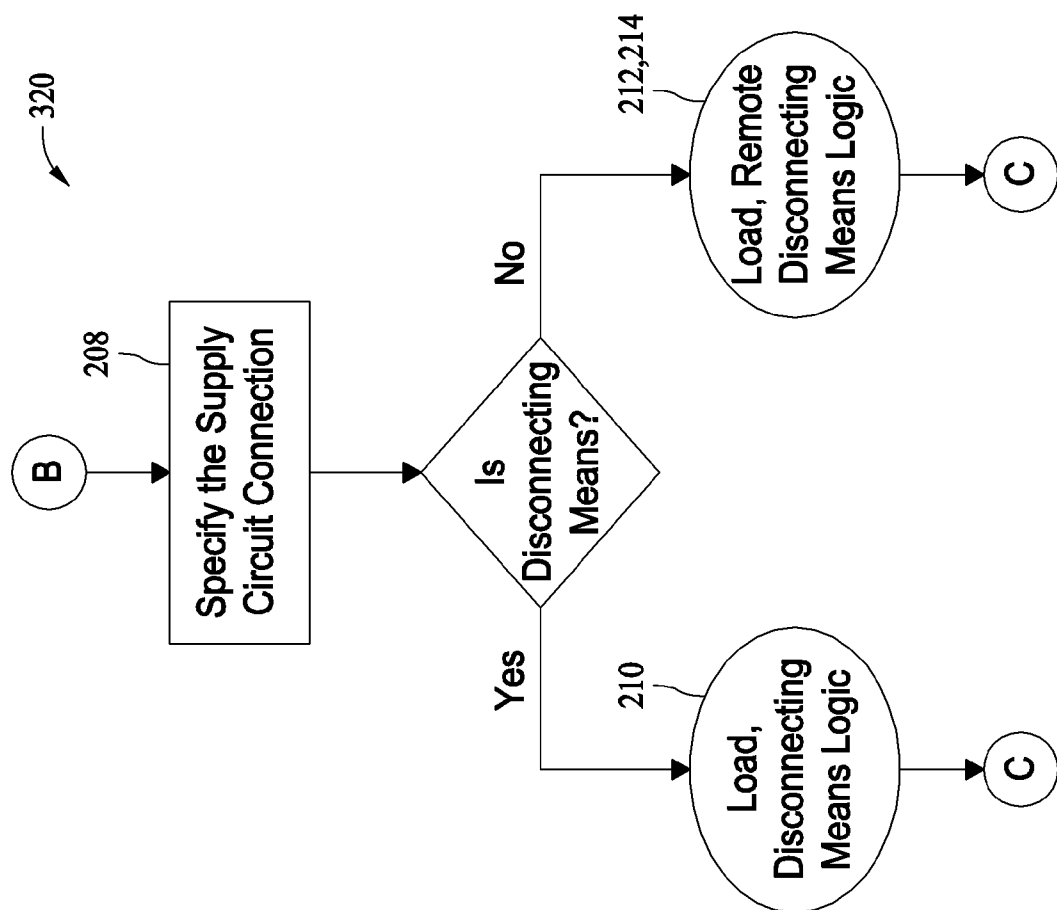 320
B
208
Specify the Supply
Circuit Connection
Is
Disconnecting
Means?
Yes
No
210
Load,
Disconnecting
Means Logic
212,214
Load, Remote
Disconnecting
Means Logic
C
C